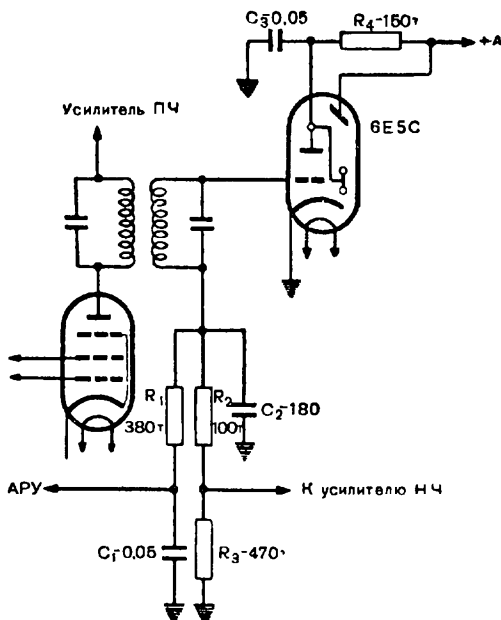 C₃-0,05
R₄-150т
+А
Усилитель ПЧ
6Е5С
R₁
380т
R₂
100т
C₂-180
АРУ
К усилителю НЧ
C₁-0,05
R₃-470т